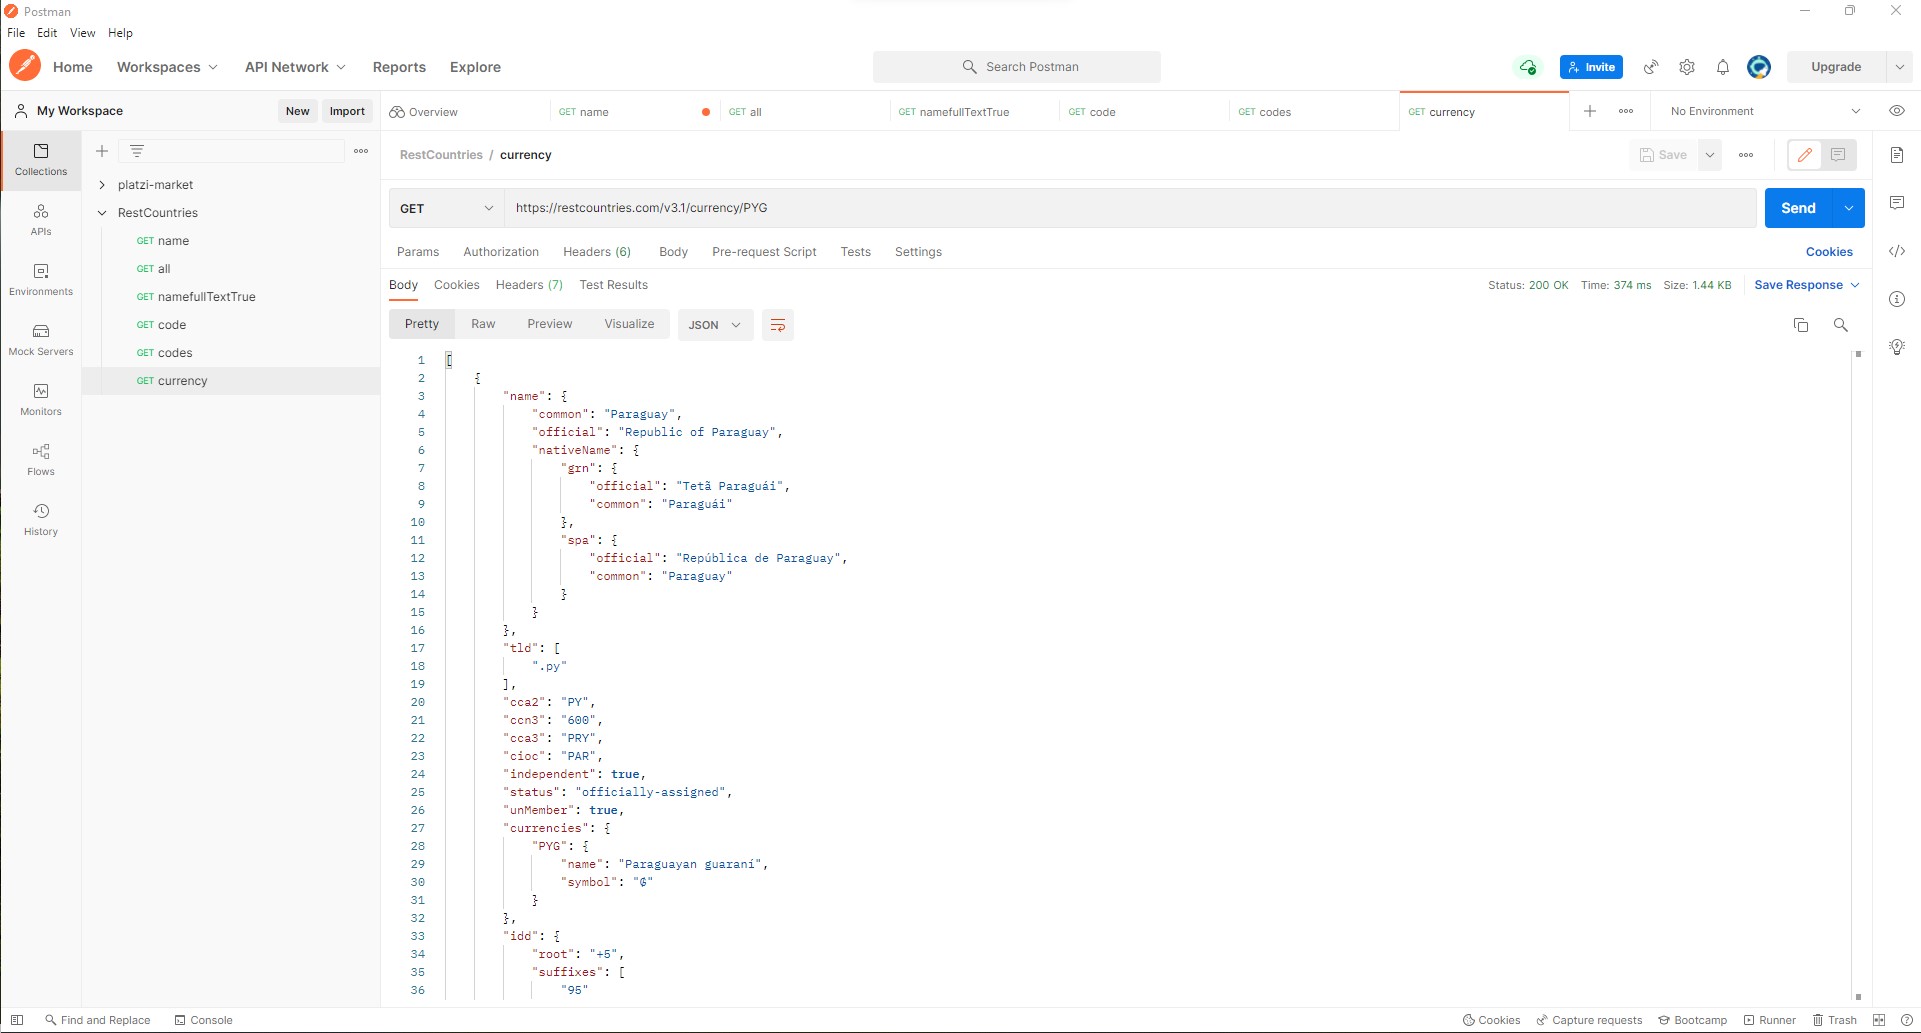 Postman
File Edit View Help
Home Workspaces API Network Reports Explore Search Postman Invite Upgrade
My Workspace New Import Overview GET name GET all GET namefullTextTrue GET code GET codes GET currency No Environment
Collections
APIs
Environments
Mock Servers
Monitors
Flows
History
platzi-market
RestCountries
GET name
GET all
GET namefullTextTrue
GET code
GET codes
GET currency
RestCountries / currency Save
GET https://restcountries.com/v3.1/currency/PYG Send
Params Authorization Headers (6) Body Pre-request Script Tests Settings Cookies
Body Cookies Headers (7) Test Results Status: 200 OK Time: 374 ms Size: 1.44 KB Save Response
Pretty Raw Preview Visualize JSON
1 [
2 {
3 "name": {
4 "common": "Paraguay",
5 "official": "Republic of Paraguay",
6 "nativeName": {
7 "grn": {
8 "official": "Tetã Paraguái",
9 "common": "Paraguái"
10 },
11 "spa": {
12 "official": "República de Paraguay",
13 "common": "Paraguay"
14 }
15 }
16 },
17 "tld": [
18 ".py"
19 ],
20 "cca2": "PY",
21 "ccn3": "600",
22 "cca3": "PRY",
23 "cioc": "PAR",
24 "independent": true,
25 "status": "officially-assigned",
26 "unMember": true,
27 "currencies": {
28 "PYG": {
29 "name": "Paraguayan guaraní",
30 "symbol": "₲"
31 }
32 },
33 "idd": {
34 "root": "+5",
35 "suffixes": [
36 "95"
Find and Replace Console Cookies Capture requests Bootcamp Runner Trash